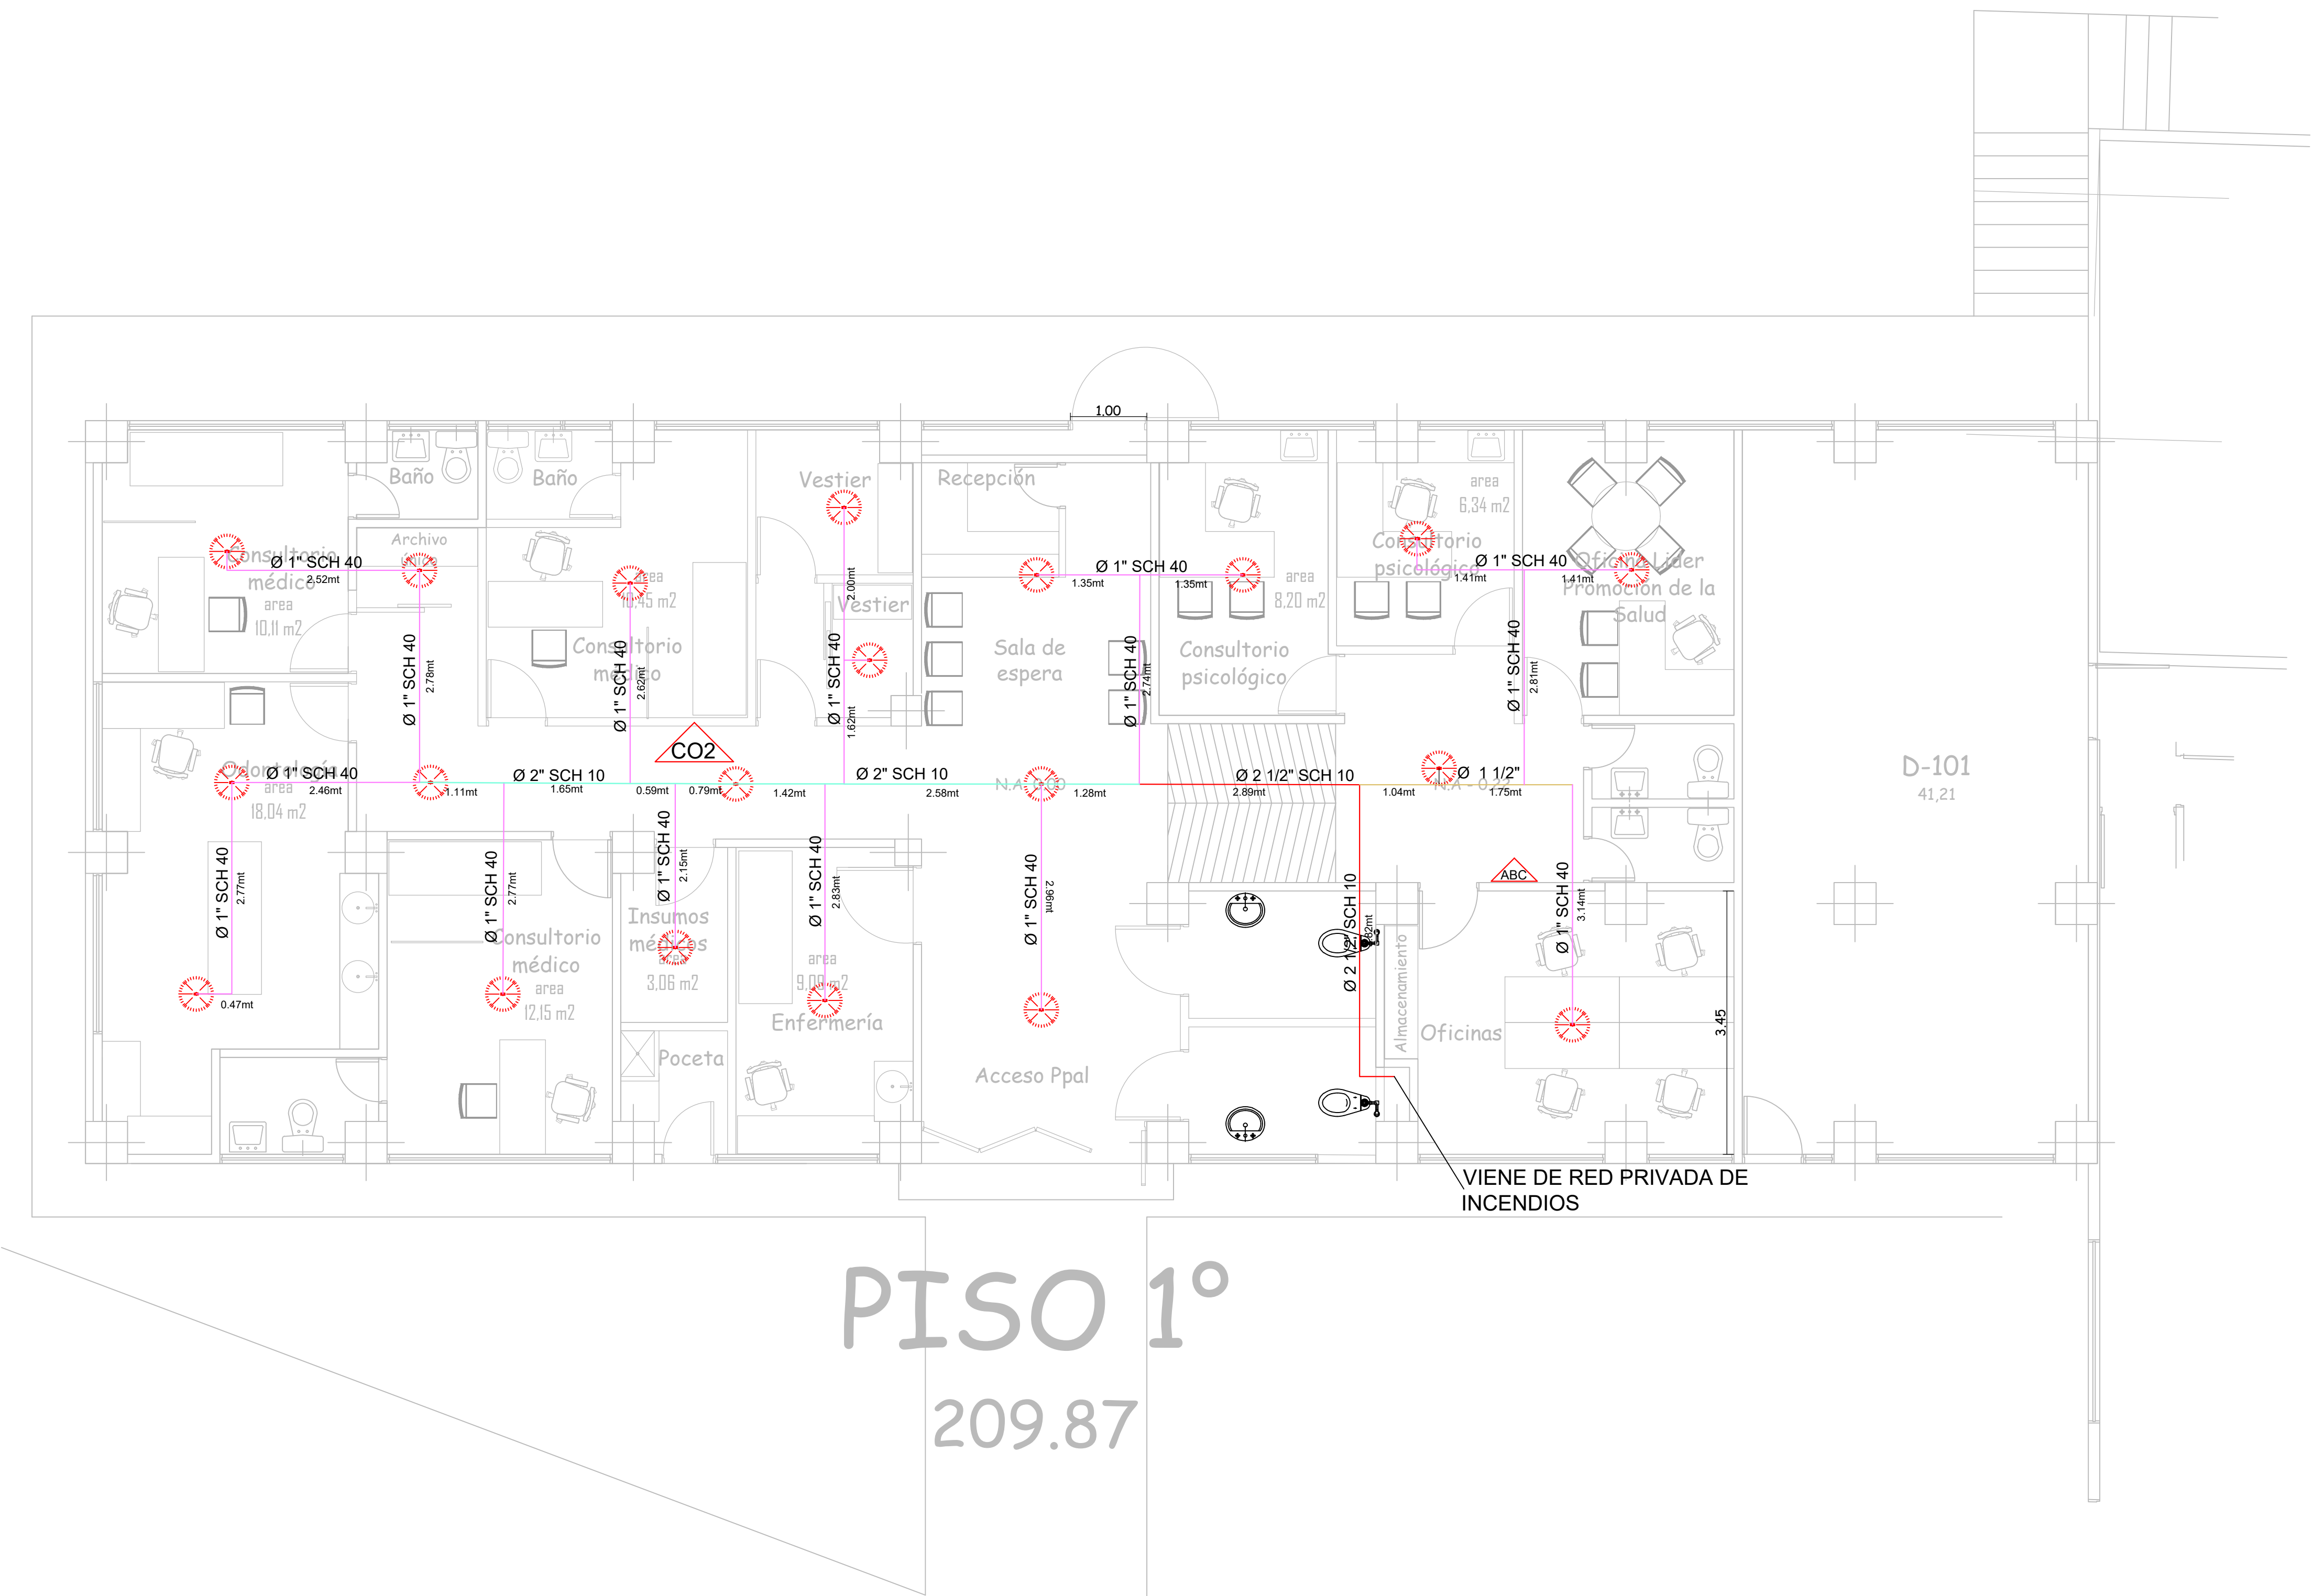 1.00
Baño
Baño
Vestier
Recepción
area
6,34 m2
Consultorio
médico
area
10,11 m2
Ø 1" SCH 40
2.52mt
Archivo
area
10,45 m2
Consultorio
médico
Ø 1" SCH 40
2.78mt
Ø 1" SCH 40
2.62mt
2.00mt
Vestier
Ø 1" SCH 40
1.62mt
Sala de
espera
Ø 1" SCH 40
1.35mt
1.35mt
area
8,20 m2
Consultorio
psicológico
Ø 1" SCH 40
2.74mt
Consultorio
psicológico
Ø 1" SCH 40
1.41mt
1.41mt
Oficina Lider
Promoción de la
Salud
Ø 1" SCH 40
2.81mt
CO2
Odontología
area
18,04 m2
Ø 1" SCH 40
2.46mt
1.11mt
Ø 2" SCH 10
1.65mt
0.59mt
0.79mt
1.42mt
Ø 2" SCH 10
2.58mt
N.A. 0.00
1.28mt
Ø 2 1/2" SCH 10
2.89mt
1.04mt
N.A - 0.23
Ø 1 1/2"
1.75mt
D-101
41,21
Ø 1" SCH 40
2.77mt
0.47mt
Ø 1" SCH 40
2.77mt
Consultorio
médico
area
12,15 m2
Ø 1" SCH 40
2.15mt
Insumos
médicos
area
3,06 m2
Ø 1" SCH 40
2.83mt
area
Enfermería
Poceta
Ø 1" SCH 40
2.96mt
Acceso Ppal
Ø 2 1/2" SCH 10
Almacenamiento
ABC
Ø 1" SCH 40
3.14mt
Oficinas
3.45
VIENE DE RED PRIVADA DE
INCENDIOS
PISO 1°
209.87